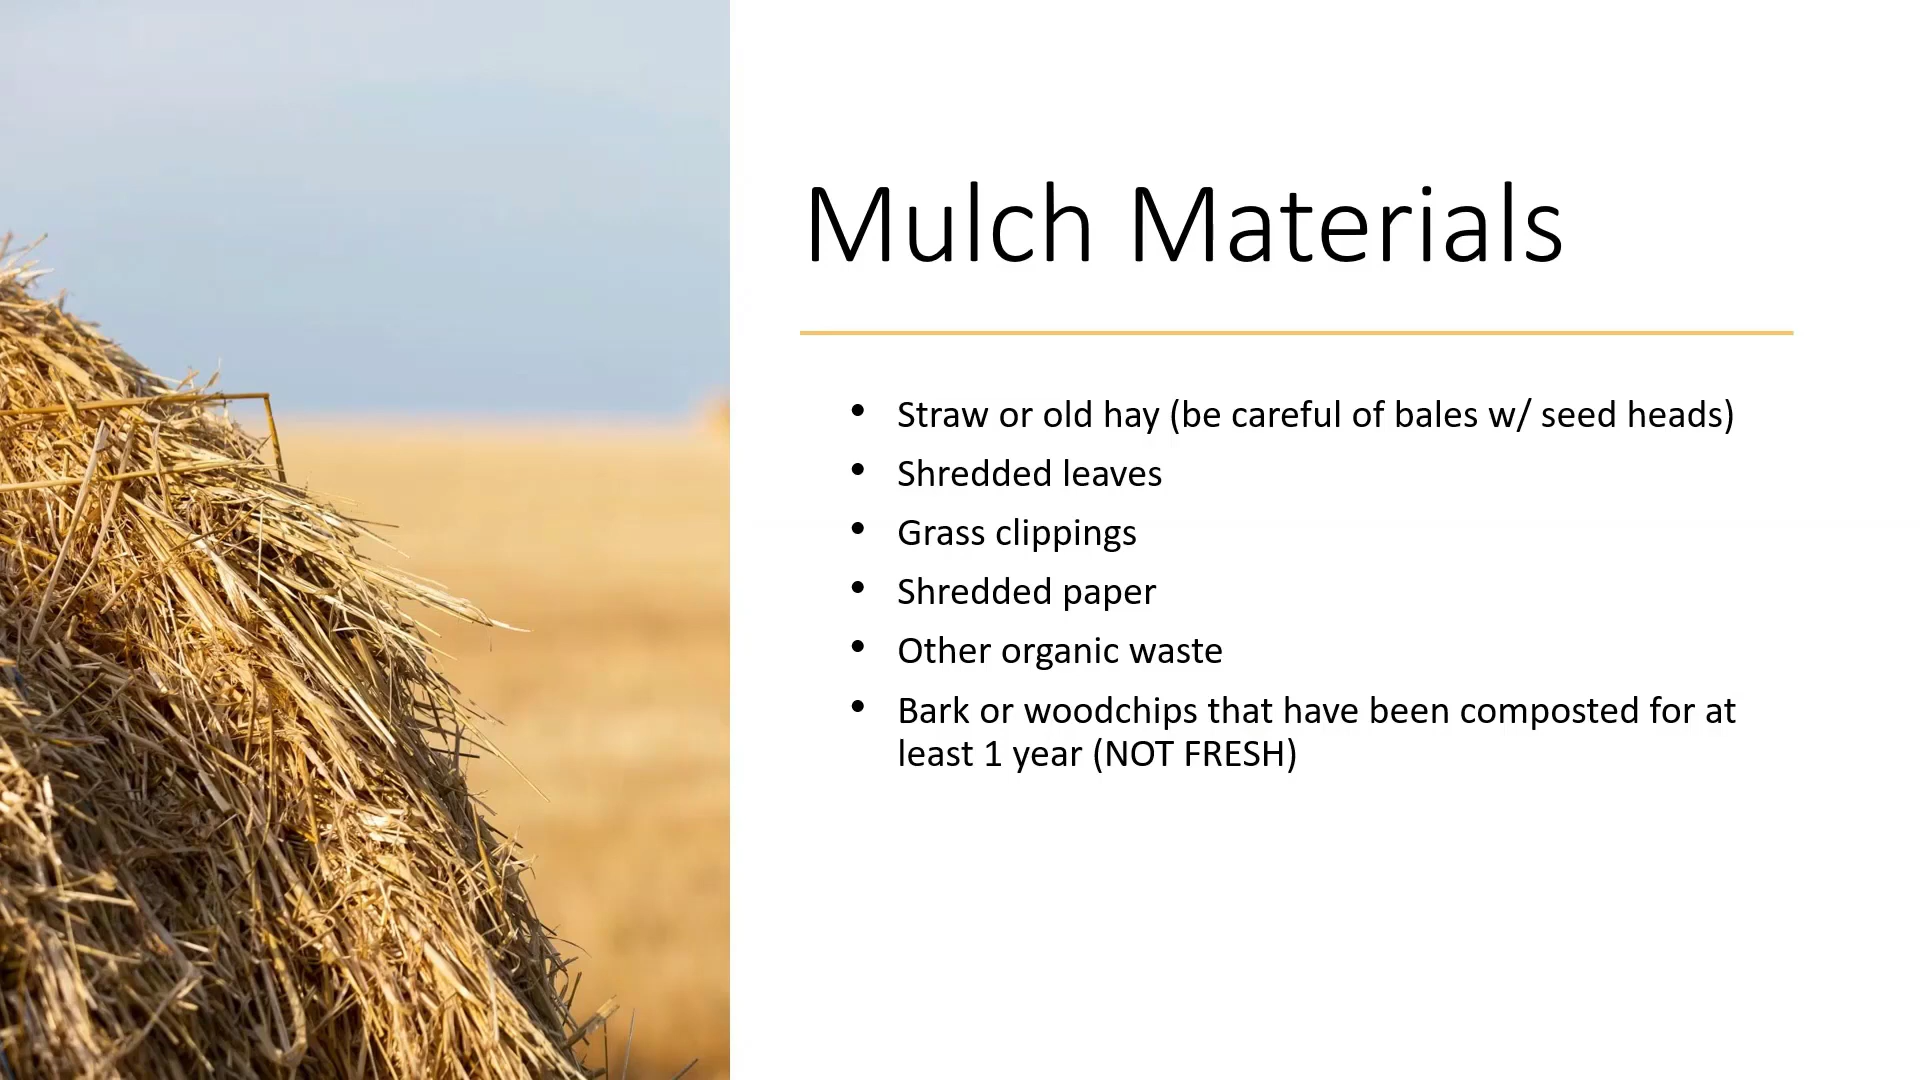 Mulch Materials
• Straw or old hay (be careful of bales w/ seed heads)
• Shredded leaves
• Grass clippings
• Shredded paper
• Other organic waste
• Bark or woodchips that have been composted for at
least 1 year (NOT FRESH)